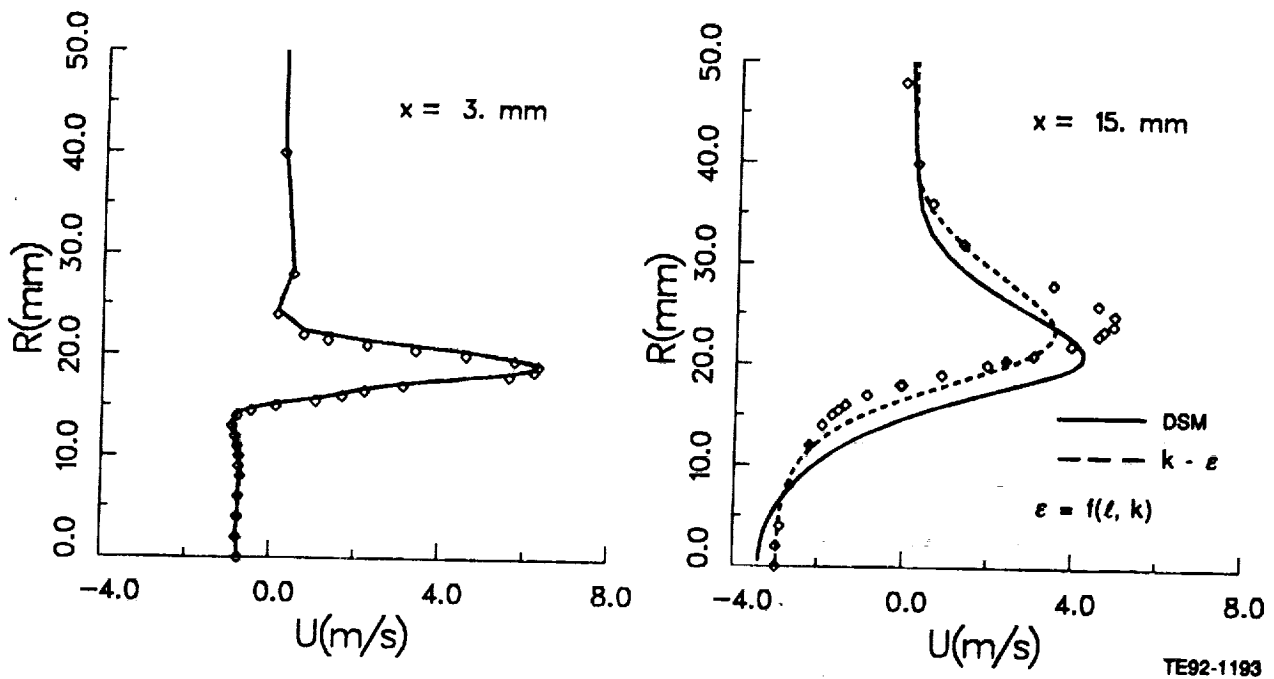 50.0
40.0
30.0
20.0
10.0
0.0
R(mm)
x = 3. mm
-4.0
0.0
4.0
8.0
U(m/s)
50.0
40.0
30.0
20.0
10.0
0.0
R(mm)
x = 15. mm
DSM
k - ε
ε = f(ℓ, k)
-4.0
0.0
4.0
8.0
U(m/s)
TE92-1193